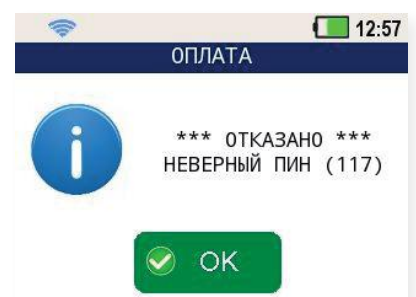 12:57
ОПЛАТА
*** ОТКАЗАНО ***
НЕВЕРНЫЙ ПИН (117)
OK